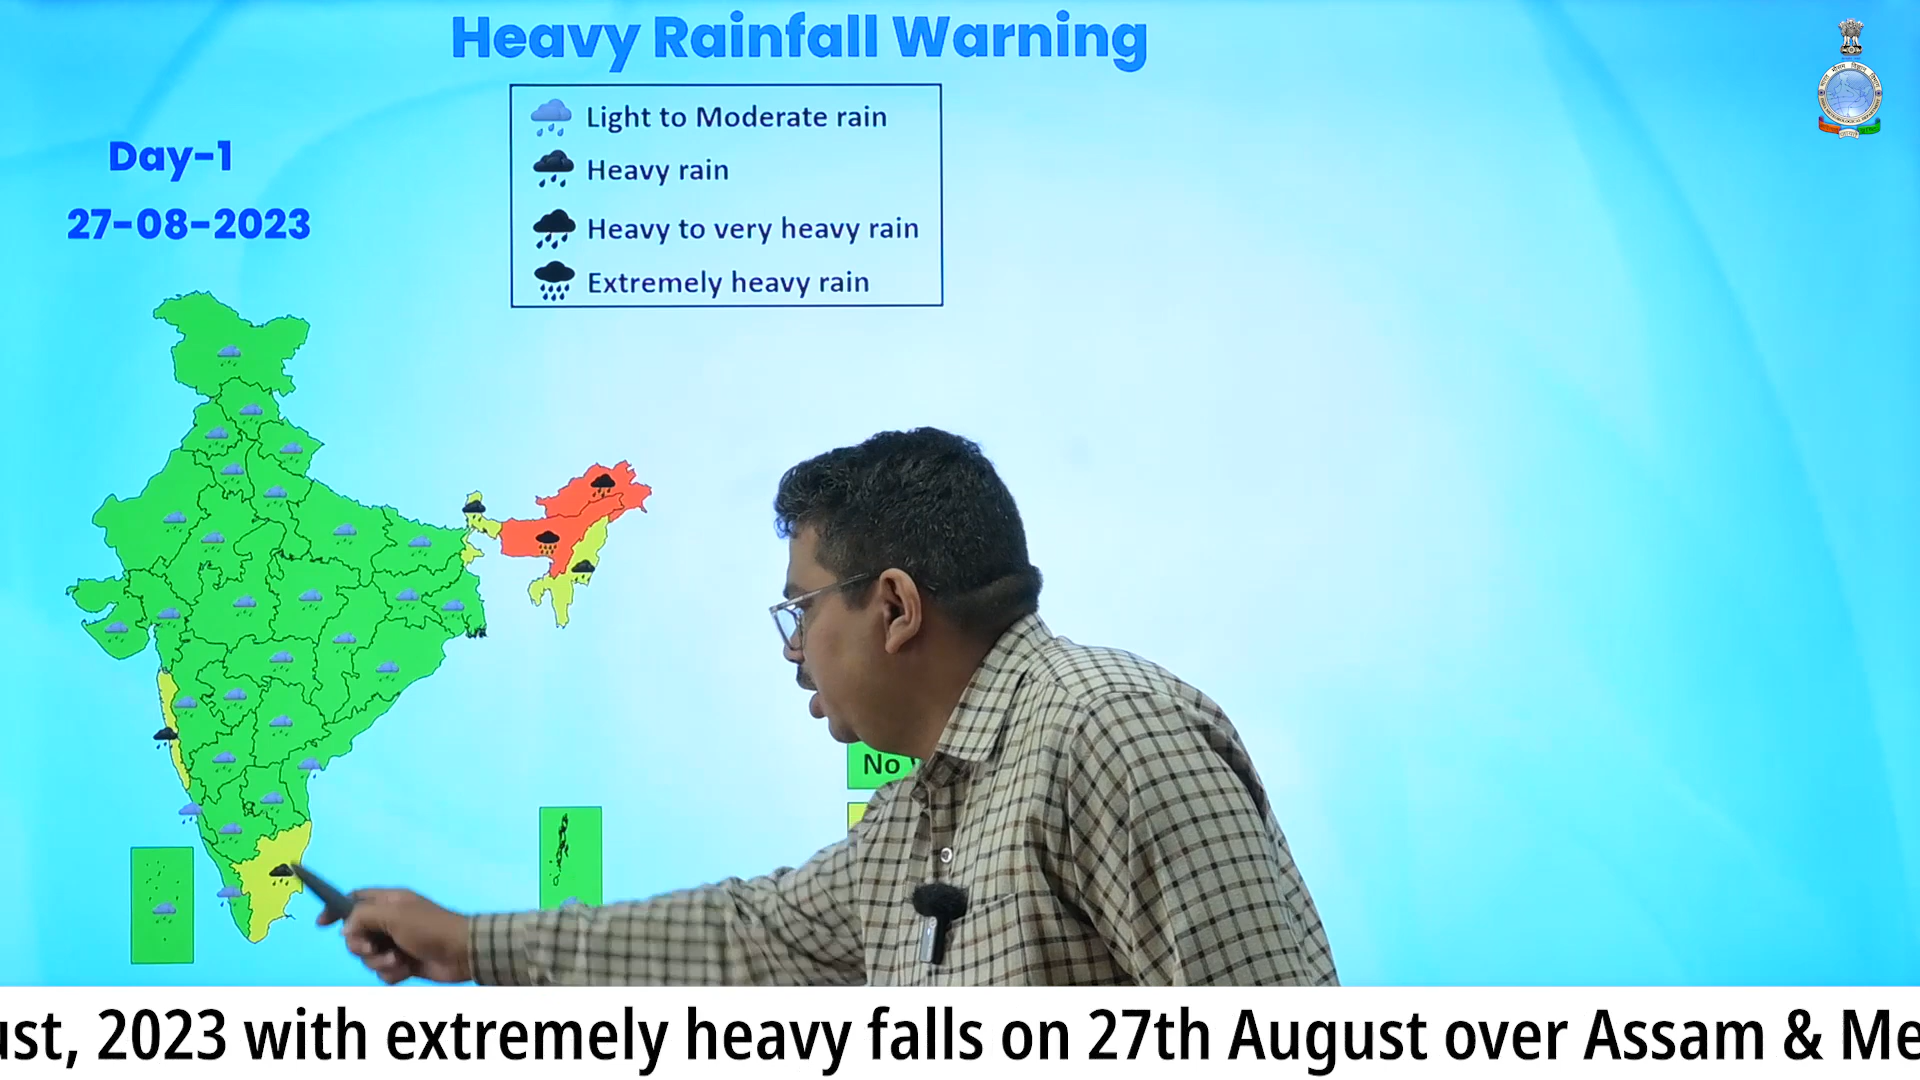 Heavy Rainfall Warning
Light to Moderate rain
Heavy rain
Heavy to very heavy rain
Extremely heavy rain
Day-1
27-08-2023
No
ust, 2023 with extremely heavy falls on 27th August over Assam & Me